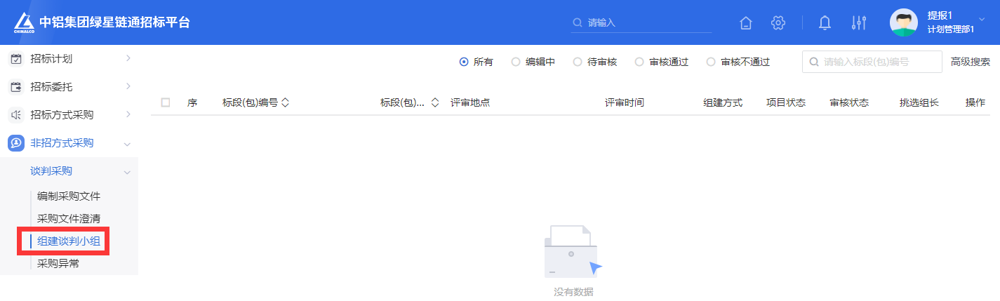 CHINALCO
中铝集团绿星链通招标平台
请输入
提报1
计划管理部1
招标计划
招标委托
招标方式采购
非招方式采购
谈判采购
编制采购文件
采购文件澄清
组建谈判小组
采购异常
所有 编辑中 待审核 审核通过 审核不通过 请输入标段(包)编号 高级搜索
序 标段(包)编号 标段(包)... 评审地点 评审时间 组建方式 项目状态 审核状态 挑选组长 操作
没有数据